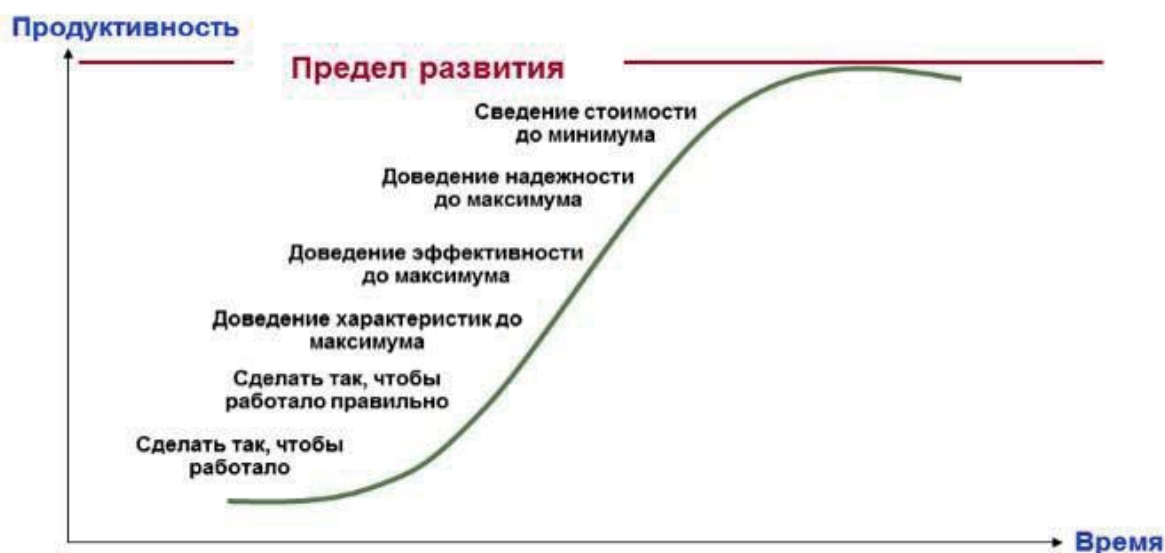 Продуктивность
Предел развития
Сведение стоимости
до минимума
Доведение надежности
до максимума
Доведение эффективности
до максимума
Доведение характеристик до
максимума
Сделать так, чтобы
работало правильно
Сделать так, чтобы
работало
Время